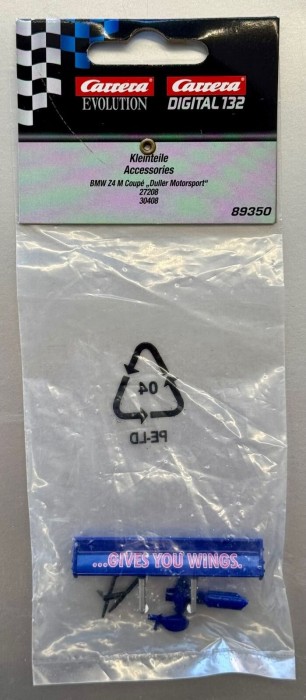 Carrera
EVOLUTION
Carrera
DIGITAL 132
Kleinteile
Accessories
BMW Z4 M Coupé „Duller Motorsport"
27208
30408
89350
04
PE-LD
...GIVES YOU WINGS.